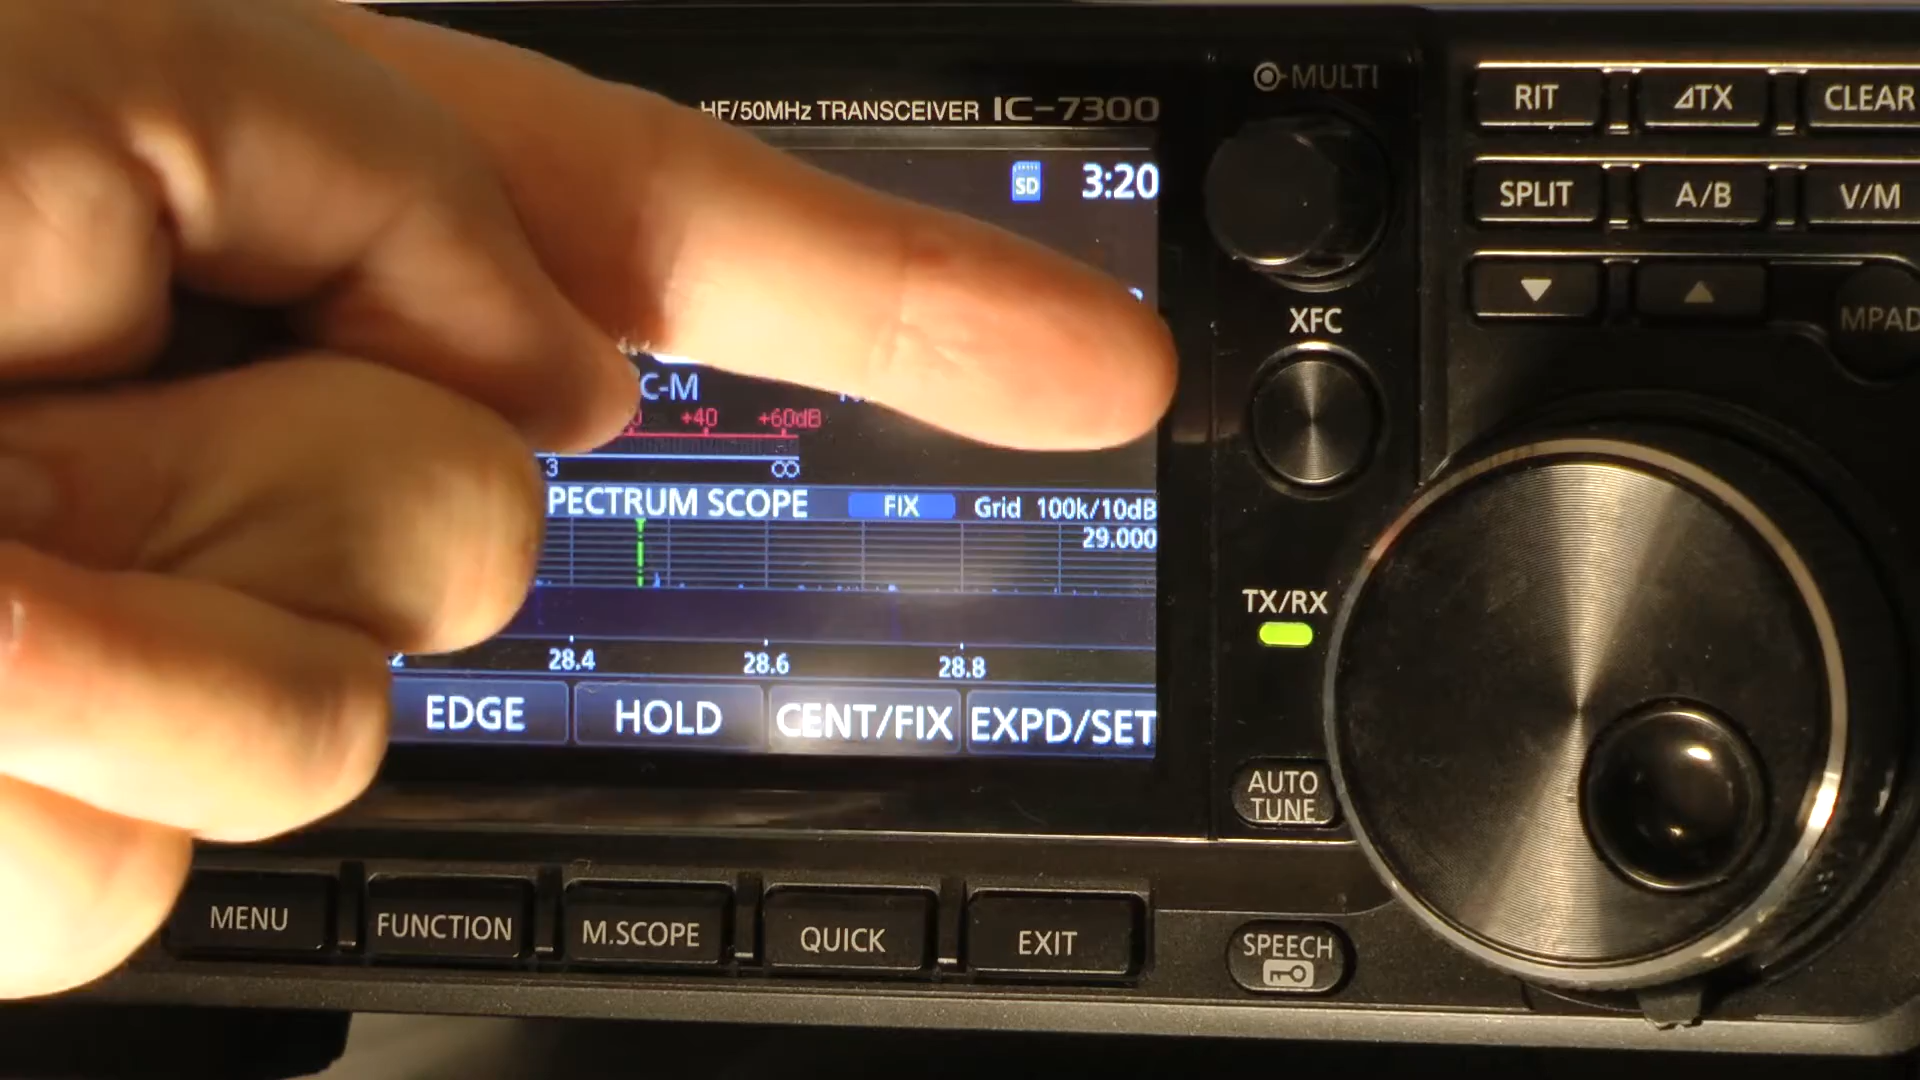 MULTI
HF/50MHz TRANSCEIVER IC-7300
RIT ⊿TX CLEAR
SD 3:20
SPLIT A/B V/M
XFC
MPAD
C-M
+40 +60dB
3 ∞
PECTRUM SCOPE FIX Grid 100k/10dB
29.000
TX/RX
28.4 28.6 28.8
EDGE HOLD CENT/FIX EXPD/SET
AUTO
TUNE
MENU FUNCTION M.SCOPE QUICK EXIT
SPEECH